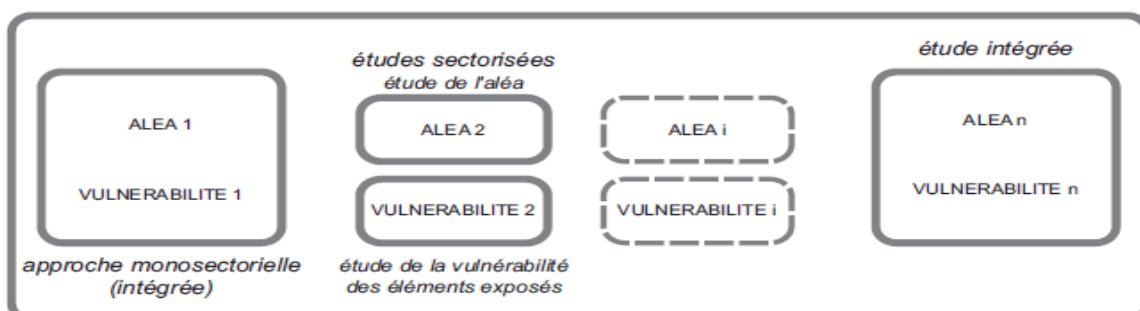 études sectorisées
étude de l'aléa
étude intégrée
ALEA 1
ALEA 2
ALEA i
ALEA n
VULNERABILITE 1
VULNERABILITE 2
VULNERABILITE i
VULNERABILITE n
approche monosectorielle
(intégrée)
étude de la vulnérabilité
des éléments exposés